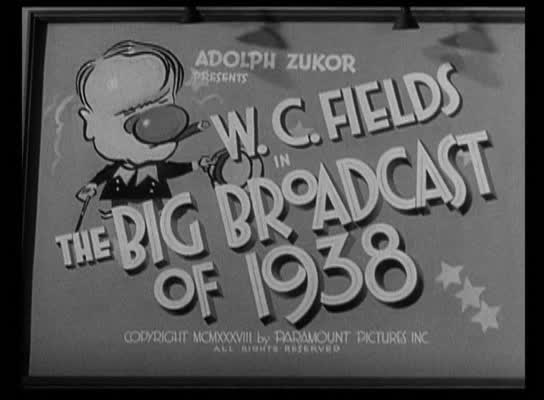 ADOLPH ZUKOR
PRESENTS
W. C. FIELDS
IN
THE BIG BROADCAST
OF 1938
COPYRIGHT MCMXXXVIII by PARAMOUNT PICTURES INC
ALL RIGHTS RESERVED